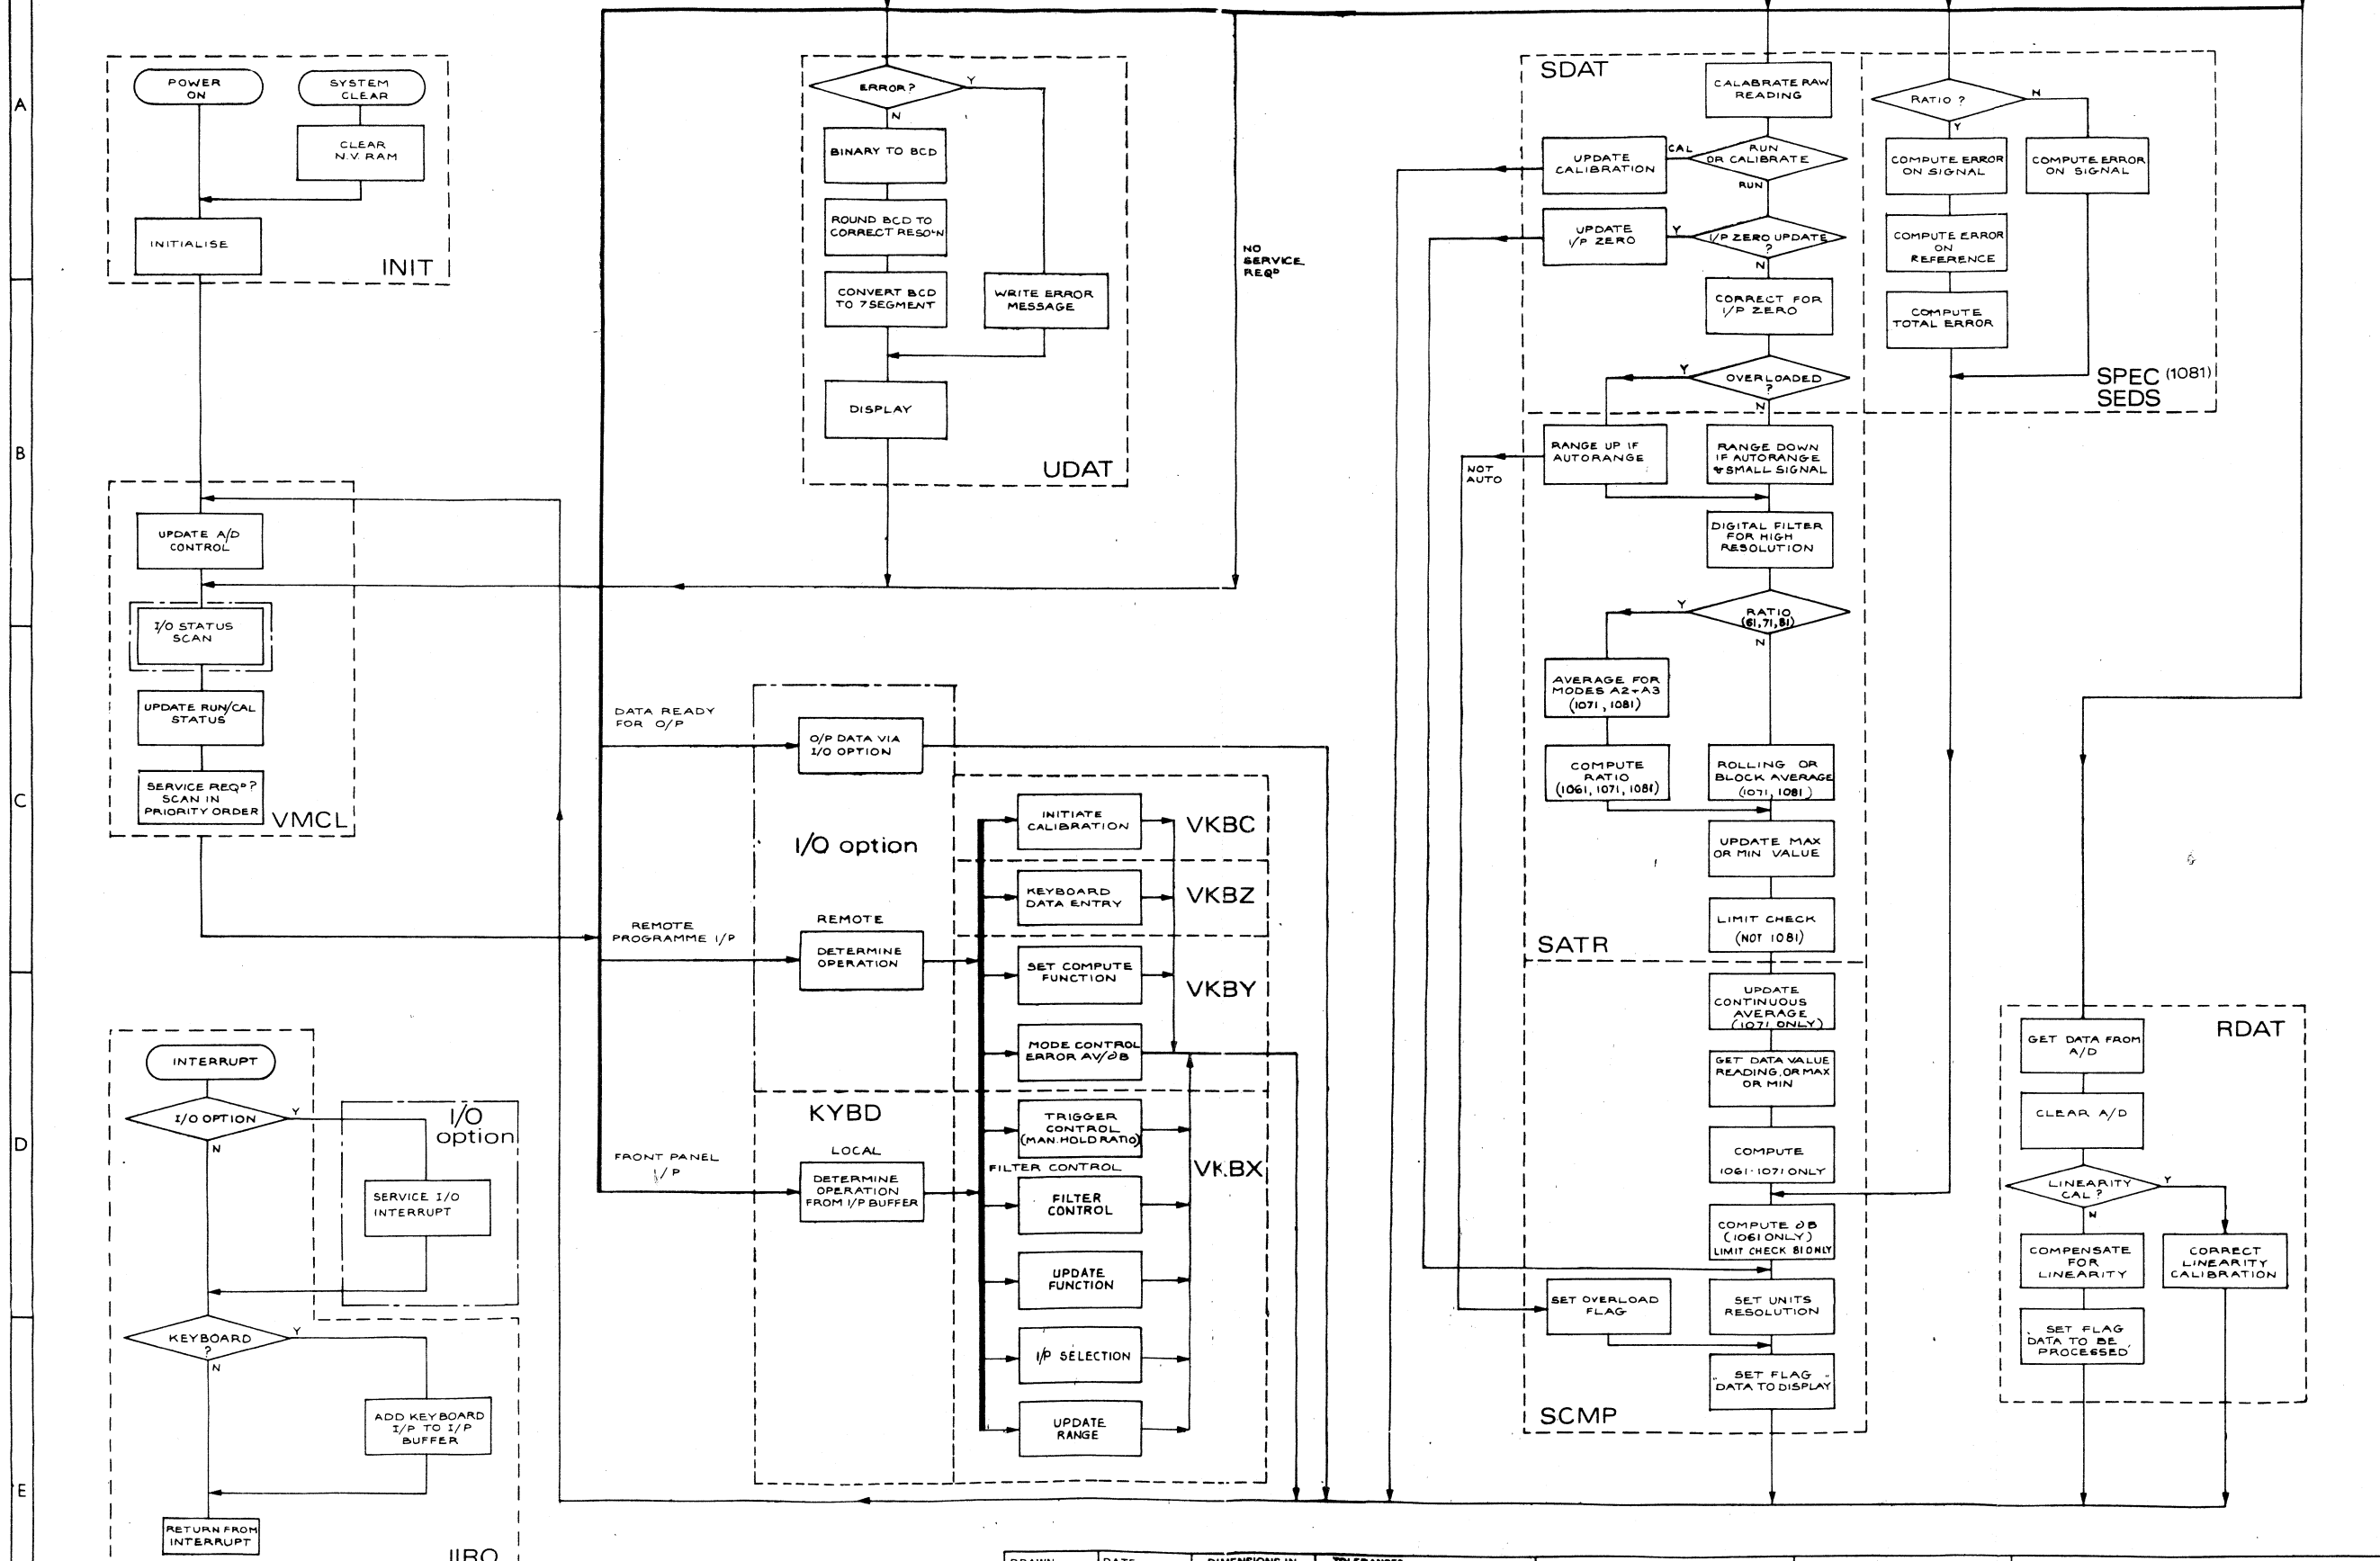 A
B
C
D
E
POWER
ON
SYSTEM
CLEAR
CLEAR
N.V. RAM
INITIALISE
INIT
UPDATE A/D
CONTROL
I/O STATUS
SCAN
UPDATE RUN/CAL
STATUS
SERVICE REQD?
SCAN IN
PRIORITY ORDER
VMCL
INTERRUPT
I/O OPTION
Y
N
I/O
option
SERVICE I/O
INTERRUPT
KEYBOARD
?
Y
N
ADD KEYBOARD
I/P TO I/P
BUFFER
RETURN FROM
INTERRUPT
ERROR?
Y
N
BINARY TO BCD
ROUND BCD TO
CORRECT RESO'N
CONVERT BCD
TO 7SEGMENT
WRITE ERROR
MESSAGE
DISPLAY
UDAT
NO
SERVICE
REQD
DATA READY
FOR O/P
O/P DATA VIA
I/O OPTION
I/O option
REMOTE
PROGRAMME I/P
REMOTE
DETERMINE
OPERATION
KYBD
FRONT PANEL
I/P
LOCAL
DETERMINE
OPERATION
FROM I/P BUFFER
INITIATE
CALIBRATION
VKBC
KEYBOARD
DATA ENTRY
VKBZ
SET COMPUTE
FUNCTION
VKBY
MODE CONTROL
ERROR AV/∂B
TRIGGER
CONTROL
(MAN.HOLD RATIO)
FILTER CONTROL
VKBX
FILTER
CONTROL
UPDATE
FUNCTION
I/P SELECTION
UPDATE
RANGE
SDAT
CALABRATE RAW
READING
UPDATE
CALIBRATION
CAL
RUN
OR CALIBRATE
RUN
UPDATE
I/P ZERO
Y
I/P ZERO UPDATE
?
N
CORRECT FOR
I/P ZERO
Y
OVERLOADED
?
N
NOT
AUTO
RANGE UP IF
AUTORANGE
RANGE DOWN
IF AUTORANGE
& SMALL SIGNAL
DIGITAL FILTER
FOR HIGH
RESOLUTION
Y
RATIO
(61,71,81)
N
AVERAGE FOR
MODES A2+A3
(1071, 1081)
COMPUTE
RATIO
(1061, 1071, 1081)
ROLLING OR
BLOCK AVERAGE
(1071, 1081)
UPDATE MAX
OR MIN VALUE
LIMIT CHECK
(NOT 1081)
SATR
UPDATE
CONTINUOUS
AVERAGE
(1071 ONLY)
GET DATA VALUE
READING, OR MAX
OR MIN
COMPUTE
1061-1071 ONLY
COMPUTE ∂B
(1061 ONLY)
LIMIT CHECK 81 ONLY
SET OVERLOAD
FLAG
SET UNITS
RESOLUTION
SET FLAG
"DATA TO DISPLAY"
SCMP
RATIO ?
N
Y
COMPUTE ERROR
ON SIGNAL
COMPUTE ERROR
ON SIGNAL
COMPUTE ERROR
ON
REFERENCE
COMPUTE
TOTAL ERROR
SPEC (1081)
SEDS
RDAT
GET DATA FROM
A/D
CLEAR A/D
LINEARITY
CAL ?
Y
N
COMPENSATE
FOR
LINEARITY
CORRECT
LINEARITY
CALIBRATION
SET FLAG
'DATA TO BE
PROCESSED'
DRAWN
DATE
DIMENSIONS IN
TOLERANCES